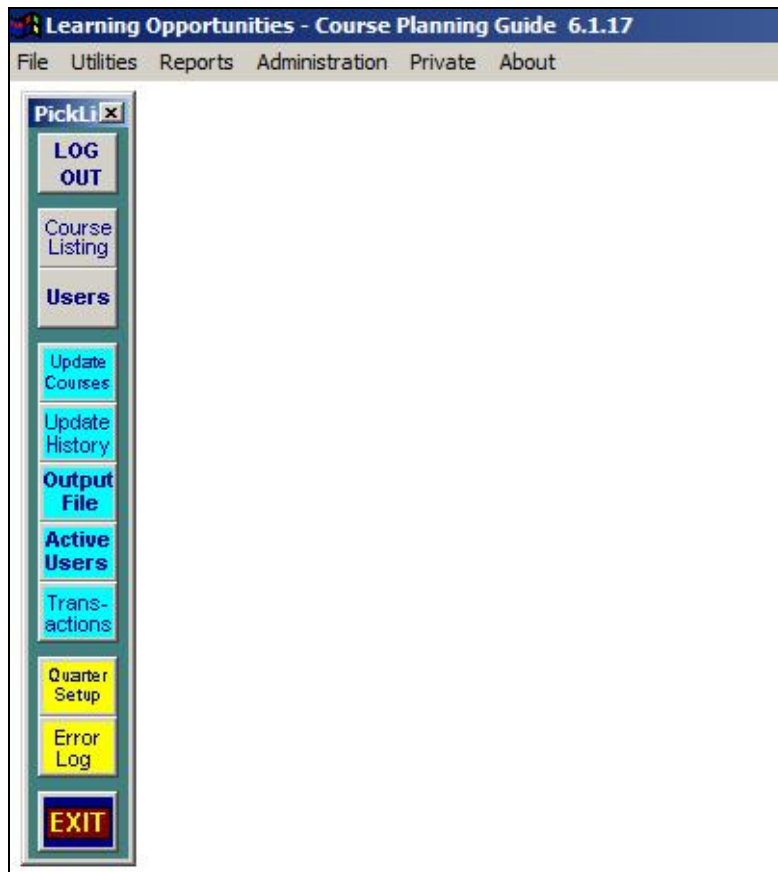 Learning Opportunities - Course Planning Guide 6.1.17
File Utilities Reports Administration Private About
PickLi
LOG
OUT
Course
Listing
Users
Update
Courses
Update
History
Output
File
Active
Users
Trans-
actions
Quarter
Setup
Error
Log
EXIT